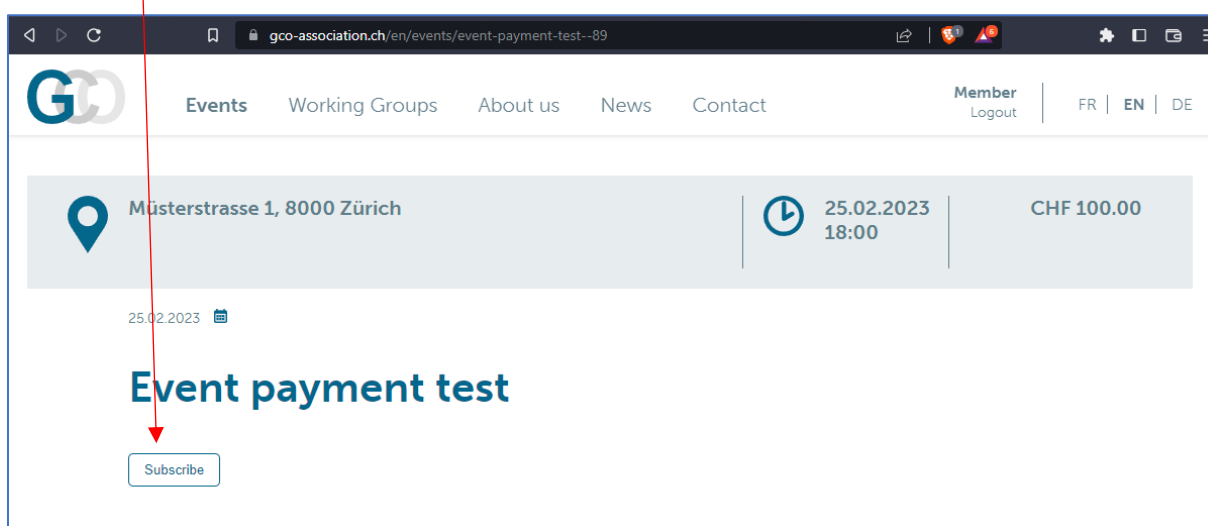 gco-association.ch/en/events/event-payment-test--89
1
6
GCO
Events Working Groups About us News Contact
Member
Logout
FR | EN | DE
Müsterstrasse 1, 8000 Zürich
25.02.2023
18:00
CHF 100.00
25.02.2023
Event payment test
Subscribe